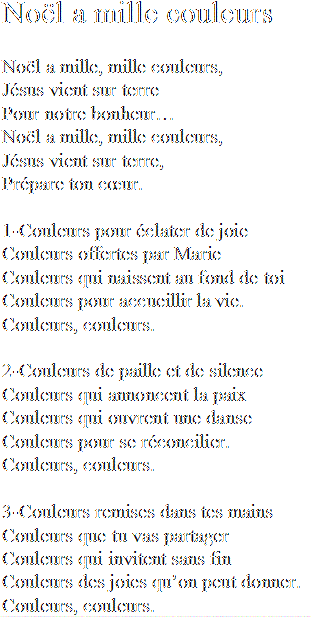 Noël a mille couleurs
Noël a mille, mille couleurs,
Jésus vient sur terre
Pour notre bonheur...
Noël a mille, mille couleurs,
Jésus vient sur terre,
Prépare ton cœur.
1-Couleurs pour éclater de joie
Couleurs offertes par Marie
Couleurs qui naissent au fond de toi
Couleurs pour accueillir la vie.
Couleurs, couleurs.
2-Couleurs de paille et de silence
Couleurs qui annoncent la paix
Couleurs qui ouvrent une danse
Couleurs pour se réconcilier.
Couleurs, couleurs.
3-Couleurs remises dans tes mains
Couleurs que tu vas partager
Couleurs qui invitent sans fin
Couleurs des joies qu'on peut donner.
Couleurs, couleurs.